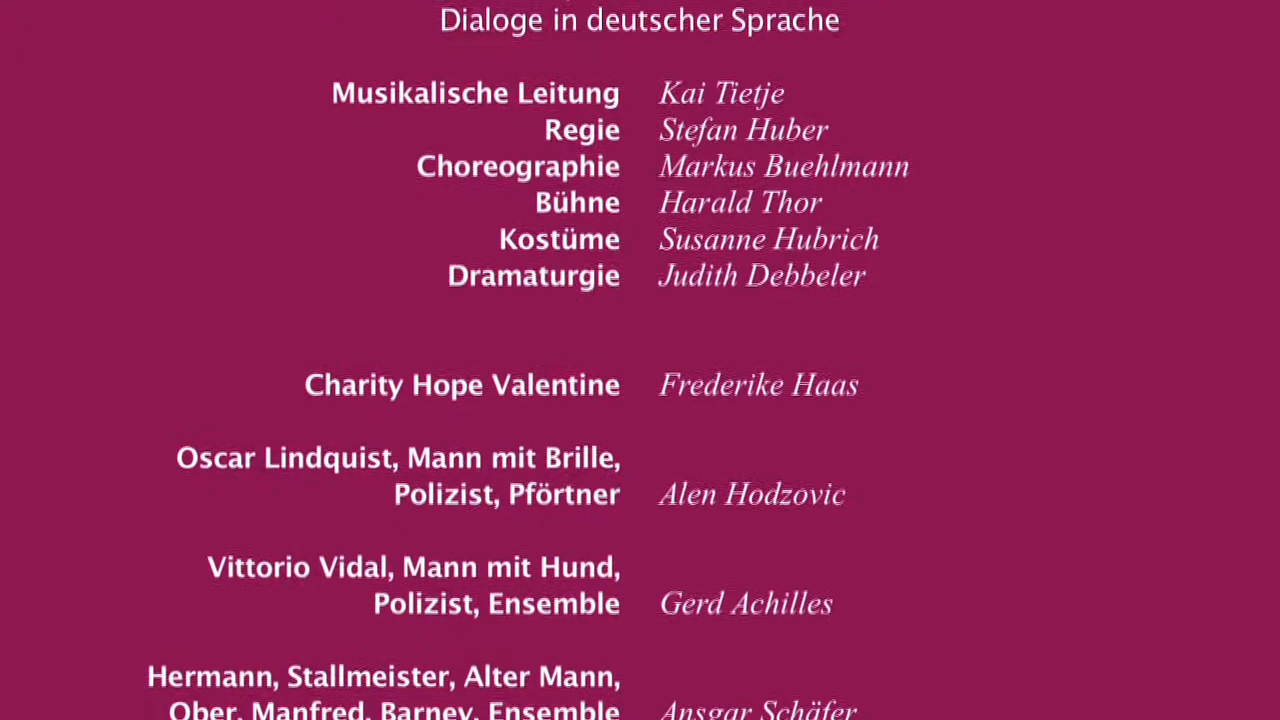 Dialoge in deutscher Sprache
Musikalische Leitung Kai Tietje
Regie Stefan Huber
Choreographie Markus Buehlmann
Bühne Harald Thor
Kostüme Susanne Hubrich
Dramaturgie Judith Debbeler
Charity Hope Valentine Frederike Haas
Oscar Lindquist, Mann mit Brille,
Polizist, Pförtner Alen Hodzovic
Vittorio Vidal, Mann mit Hund,
Polizist, Ensemble Gerd Achilles
Hermann, Stallmeister, Alter Mann,
Ober, Manfred, Barney, Ensemble Ansgar Schäfer